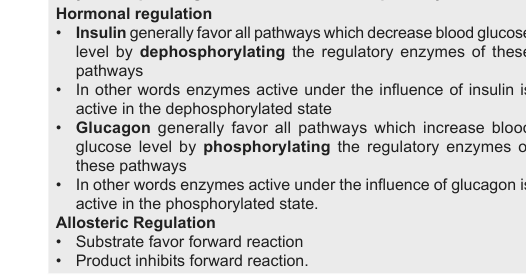 Hormonal regulation
• Insulin generally favor all pathways which decrease blood glucose
level by dephosphorylating the regulatory enzymes of these
pathways
• In other words enzymes active under the influence of insulin is
active in the dephosphorylated state
• Glucagon generally favor all pathways which increase blood
glucose level by phosphorylating the regulatory enzymes of
these pathways
• In other words enzymes active under the influence of glucagon is
active in the phosphorylated state.
Allosteric Regulation
• Substrate favor forward reaction
• Product inhibits forward reaction.